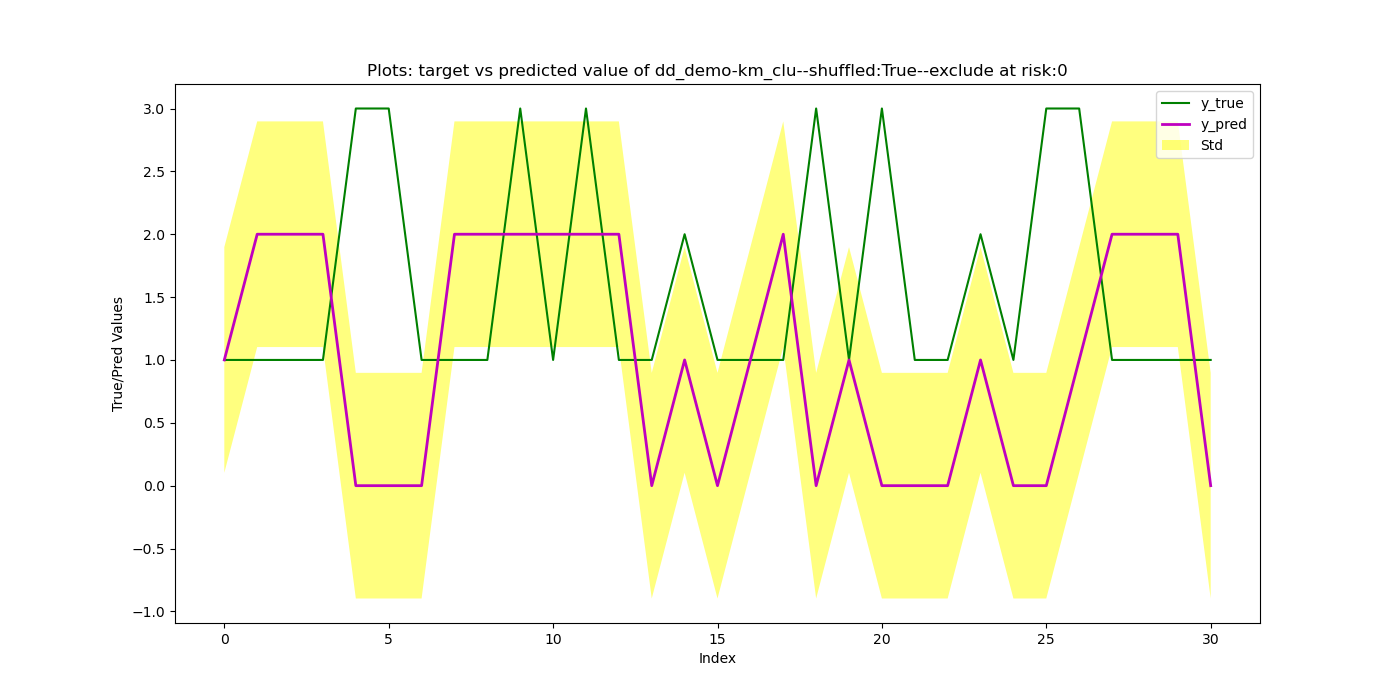 Plots: target vs predicted value of dd_demo-km_clu--shuffled:True--exclude at risk:0
y_true
y_pred
Std
True/Pred Values
3.0
2.5
2.0
1.5
1.0
0.5
0.0
−0.5
−1.0
0 5 10 15 20 25 30
Index